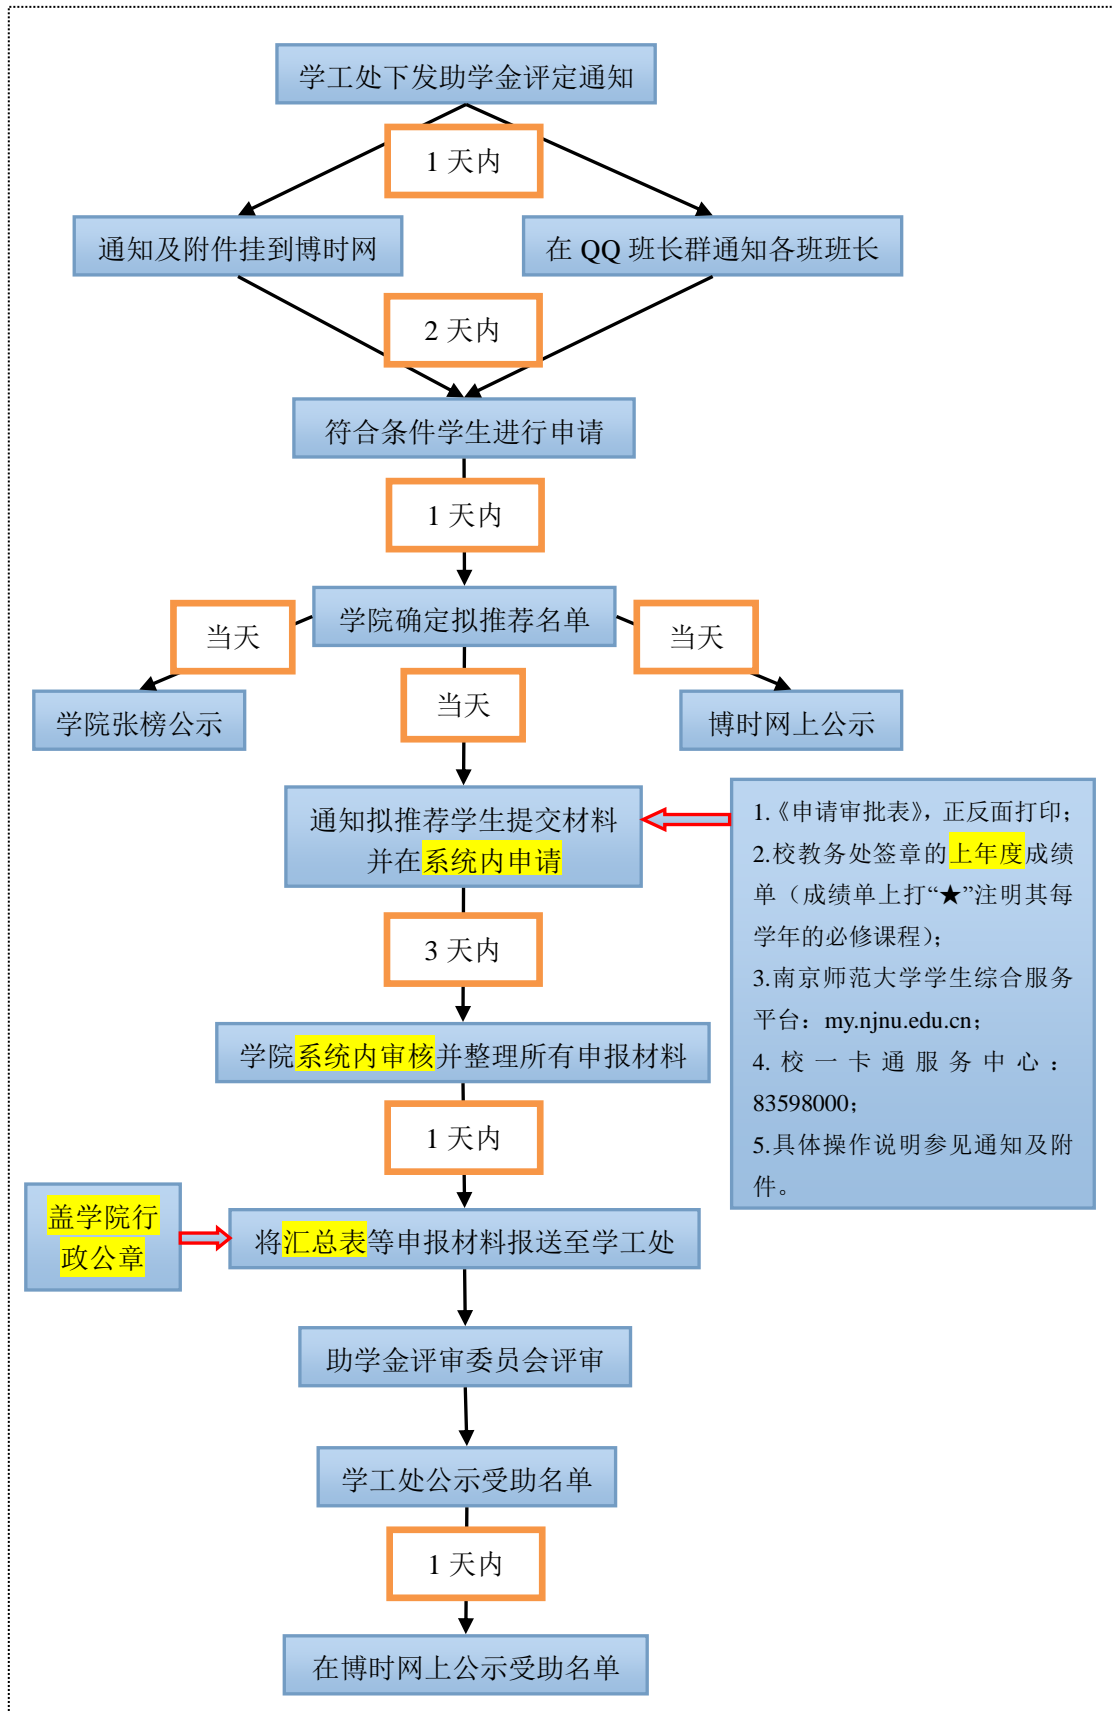 学工处下发助学金评定通知
1 天内
通知及附件挂到博时网
在 QQ 班长群通知各班班长
2 天内
符合条件学生进行申请
1 天内
学院确定拟推荐名单
当天
当天
当天
学院张榜公示
博时网上公示
通知拟推荐学生提交材料
并在系统内申请
1.《申请审批表》，正反面打印；
2.校教务处签章的上年度成绩
单（成绩单上打“★”注明其每
学年的必修课程）；
3.南京师范大学学生综合服务
平台：my.njnu.edu.cn；
4.校一卡通服务中心：
83598000；
5.具体操作说明参见通知及附
件。
3 天内
学院系统内审核并整理所有申报材料
1 天内
盖学院行
政公章
将汇总表等申报材料报送至学工处
助学金评审委员会评审
学工处公示受助名单
1 天内
在博时网上公示受助名单